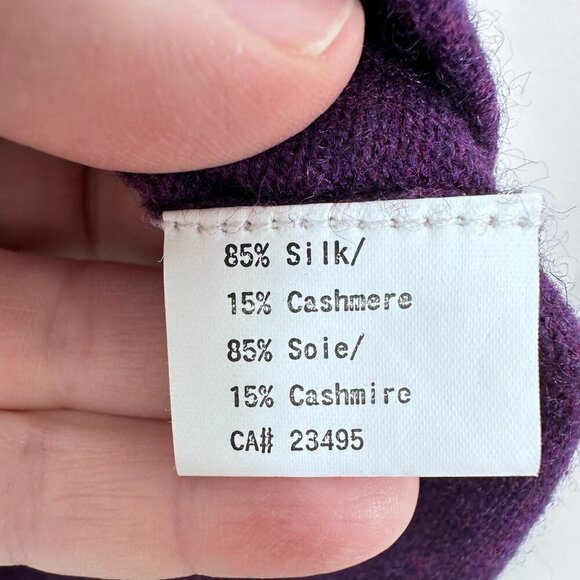 85% Silk/
15% Cashmere
85% Soie/
15% Cashmire
CA# 23495